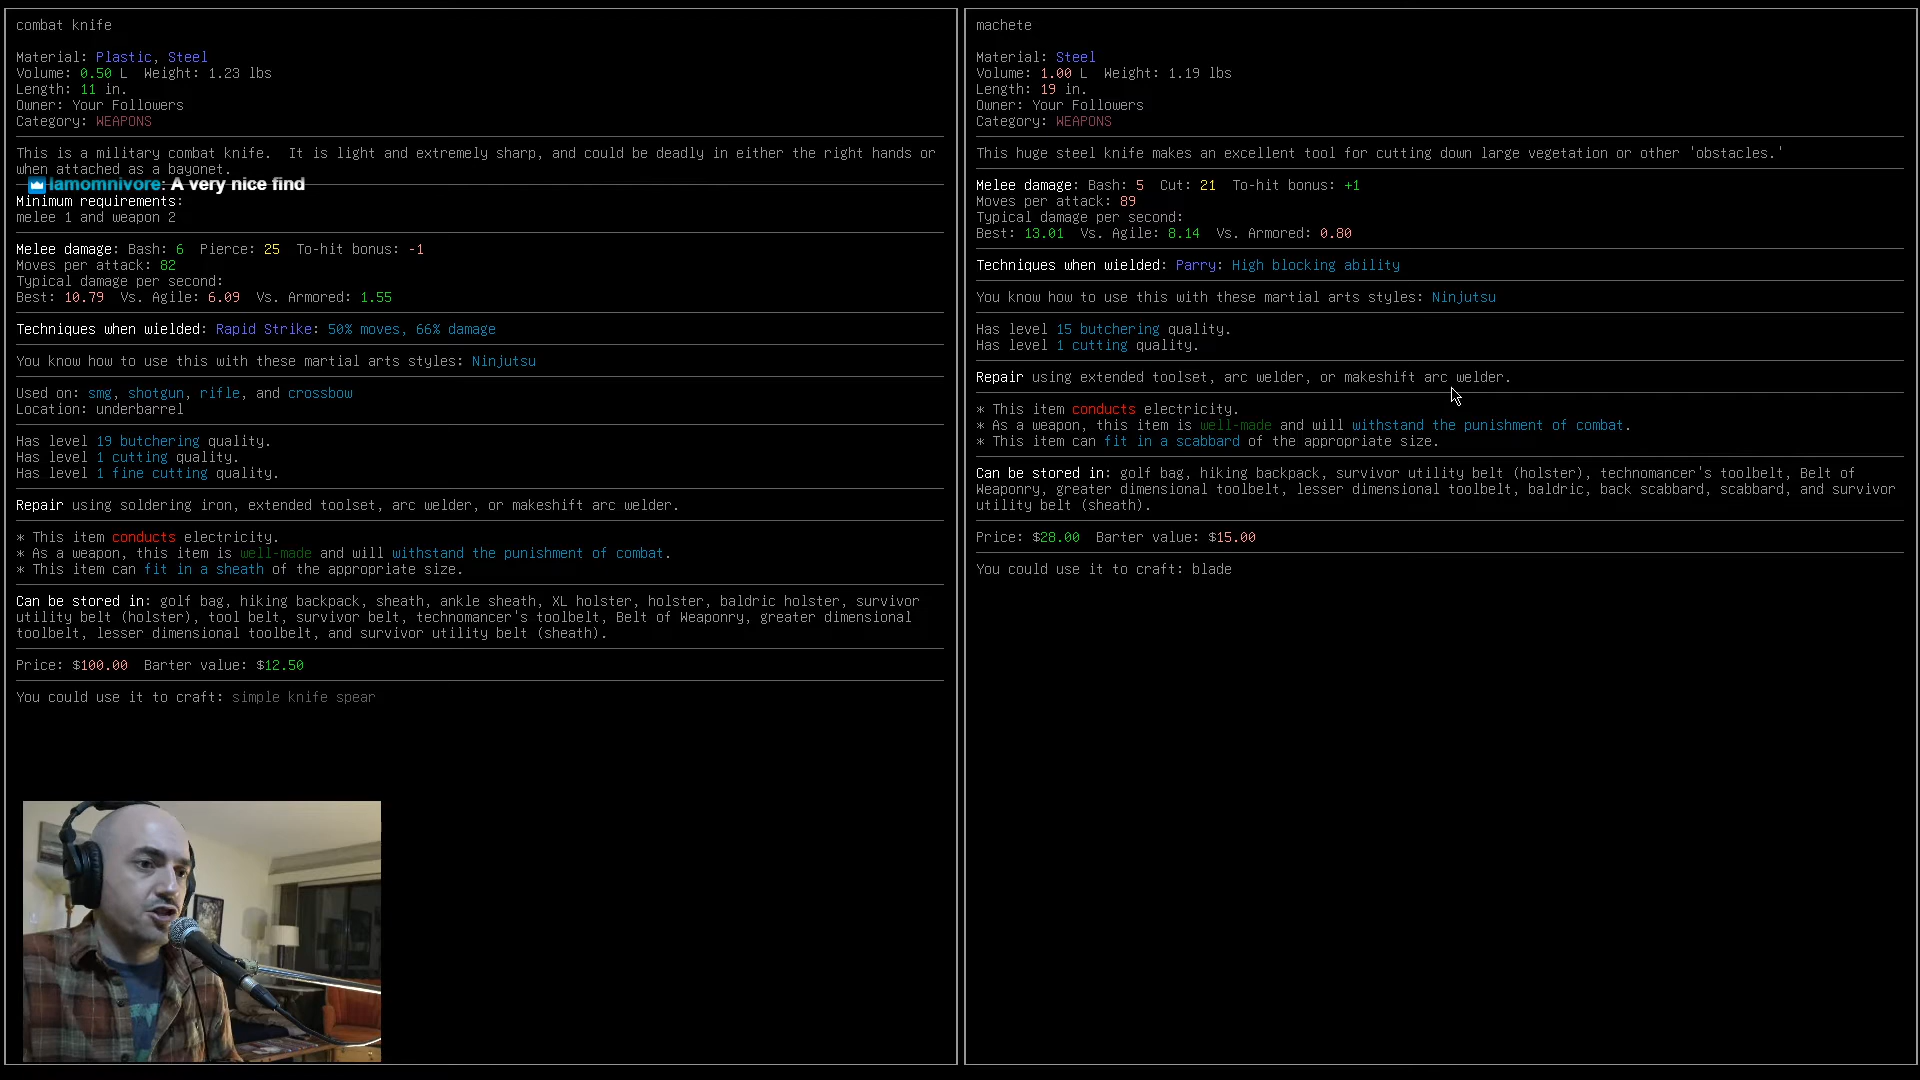 combat knife
Material: Plastic, Steel
Volume: 0.50 L  Weight: 1.23 lbs
Length: 11 in.
Owner: Your Followers
Category: WEAPONS
This is a military combat knife.  It is light and extremely sharp, and could be deadly in either the right hands or
when attached as a bayonet.
Iamomnivore: A very nice find
Minimum requirements:
melee 1 and weapon 2
Melee damage: Bash: 6  Pierce: 25  To-hit bonus: -1
Moves per attack: 82
Typical damage per second:
Best: 10.79  Vs. Agile: 6.09  Vs. Armored: 1.55
Techniques when wielded: Rapid Strike: 50% moves, 66% damage
You know how to use this with these martial arts styles: Ninjutsu
Used on: smg, shotgun, rifle, and crossbow
Location: underbarrel
Has level 19 butchering quality.
Has level 1 cutting quality.
Has level 1 fine cutting quality.
Repair using soldering iron, extended toolset, arc welder, or makeshift arc welder.
* This item conducts electricity.
* As a weapon, this item is well-made and will withstand the punishment of combat.
* This item can fit in a sheath of the appropriate size.
Can be stored in: golf bag, hiking backpack, sheath, ankle sheath, XL holster, holster, baldric holster, survivor
utility belt (holster), tool belt, survivor belt, technomancer's toolbelt, Belt of Weaponry, greater dimensional
toolbelt, lesser dimensional toolbelt, and survivor utility belt (sheath).
Price: $100.00  Barter value: $12.50
You could use it to craft: simple knife spear
machete
Material: Steel
Volume: 1.00 L  Weight: 1.19 lbs
Length: 19 in.
Owner: Your Followers
Category: WEAPONS
This huge steel knife makes an excellent tool for cutting down large vegetation or other 'obstacles.'
Melee damage: Bash: 5  Cut: 21  To-hit bonus: +1
Moves per attack: 89
Typical damage per second:
Best: 13.01  Vs. Agile: 8.14  Vs. Armored: 0.80
Techniques when wielded: Parry: High blocking ability
You know how to use this with these martial arts styles: Ninjutsu
Has level 15 butchering quality.
Has level 1 cutting quality.
Repair using extended toolset, arc welder, or makeshift arc welder.
* This item conducts electricity.
* As a weapon, this item is well-made and will withstand the punishment of combat.
* This item can fit in a scabbard of the appropriate size.
Can be stored in: golf bag, hiking backpack, survivor utility belt (holster), technomancer's toolbelt, Belt of
Weaponry, greater dimensional toolbelt, lesser dimensional toolbelt, baldric, back scabbard, scabbard, and survivor
utility belt (sheath).
Price: $28.00  Barter value: $15.00
You could use it to craft: blade